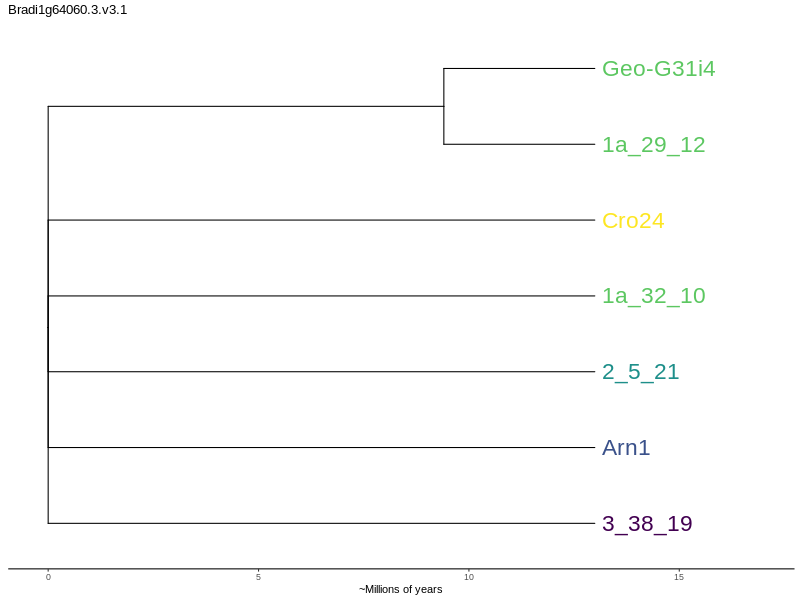 Bradi1g64060.3.v3.1
Geo-G31i4
1a_29_12
Cro24
1a_32_10
2_5_21
Arn1
3_38_19
0 5 10 15
~Millions of years